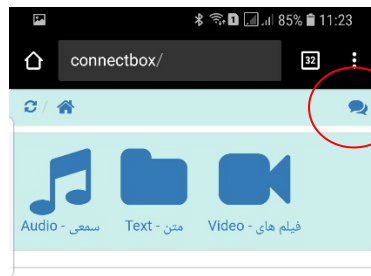 85% 11:23
connectbox/ 32
/
Audio - سمعی
Text - متن
Video - فیلم های